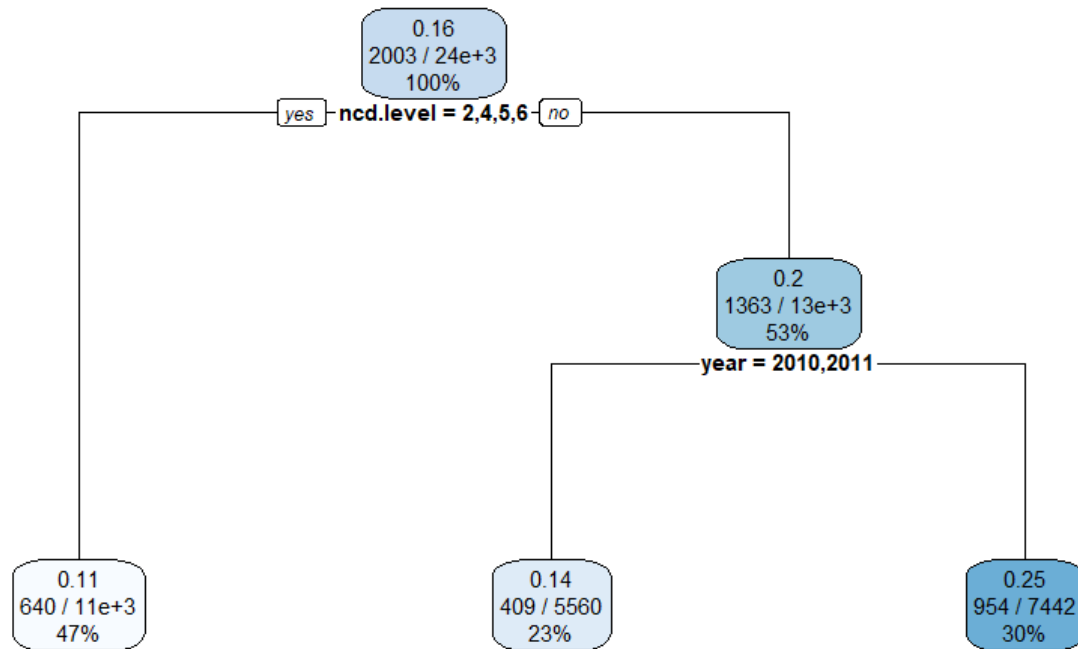 0.16
2003 / 24e+3
100%
yes ncd.level = 2,4,5,6 no
0.2
1363 / 13e+3
53%
year = 2010,2011
0.11
640 / 11e+3
47%
0.14
409 / 5560
23%
0.25
954 / 7442
30%